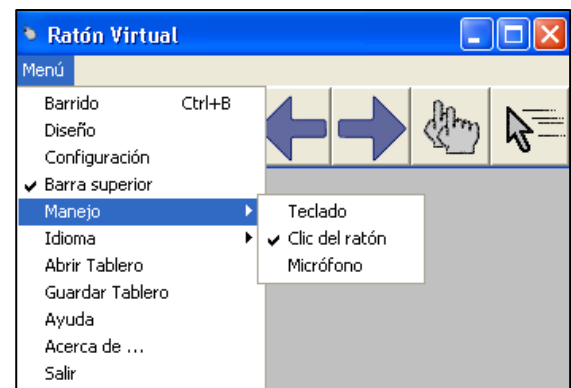 Ratón Virtual
Menú
Barrido Ctrl+B
Diseño
Configuración
Barra superior
Manejo
Idioma
Abrir Tablero
Guardar Tablero
Ayuda
Acerca de ...
Salir
Teclado
Clic del ratón
Micrófono